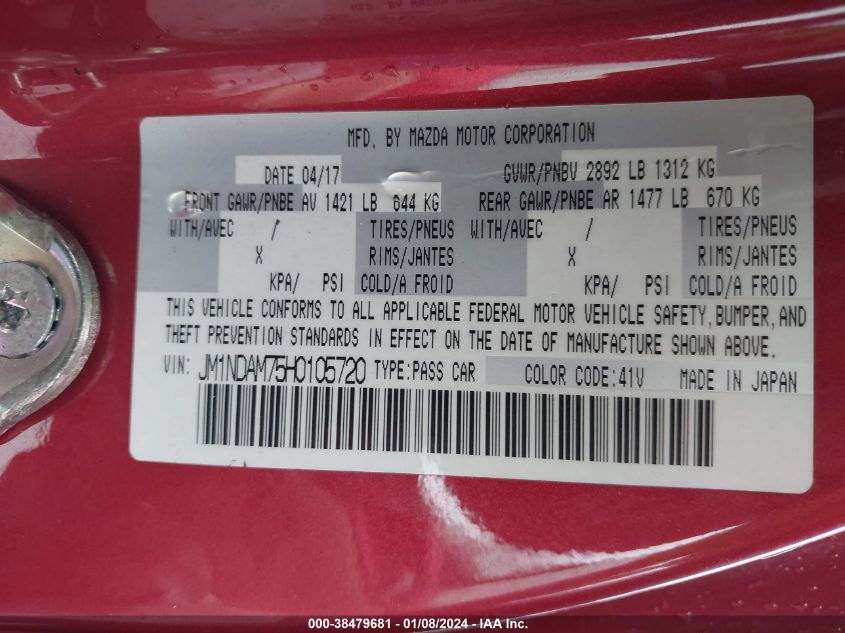 MFD. BY MAZDA MOTOR CORPORATION
DATE 04/17 GVWR/PNBV 2892 LB 1312 KG
FRONT GAWR/PNBE AV 1421 LB 644 KG REAR GAWR/PNBE AR 1477 LB 670 KG
WITH/AVEC / TIRES/PNEUS WITH/AVEC / TIRES/PNEUS
X RIMS/JANTES X RIMS/JANTES
KPA/ PSI COLD/A FROID KPA/ PSI COLD/A FROID
THIS VEHICLE CONFORMS TO ALL APPLICABLE FEDERAL MOTOR VEHICLE SAFETY, BUMPER, AND
THEFT PREVENTION STANDARDS IN EFFECT ON THE DATE OF MANUFACTURE SHOWN ABOVE.
VIN: JM1NDAM75H0105720 TYPE:PASS CAR COLOR CODE:41V MADE IN JAPAN
000-38479681 - 01/08/2024 - IAA Inc.